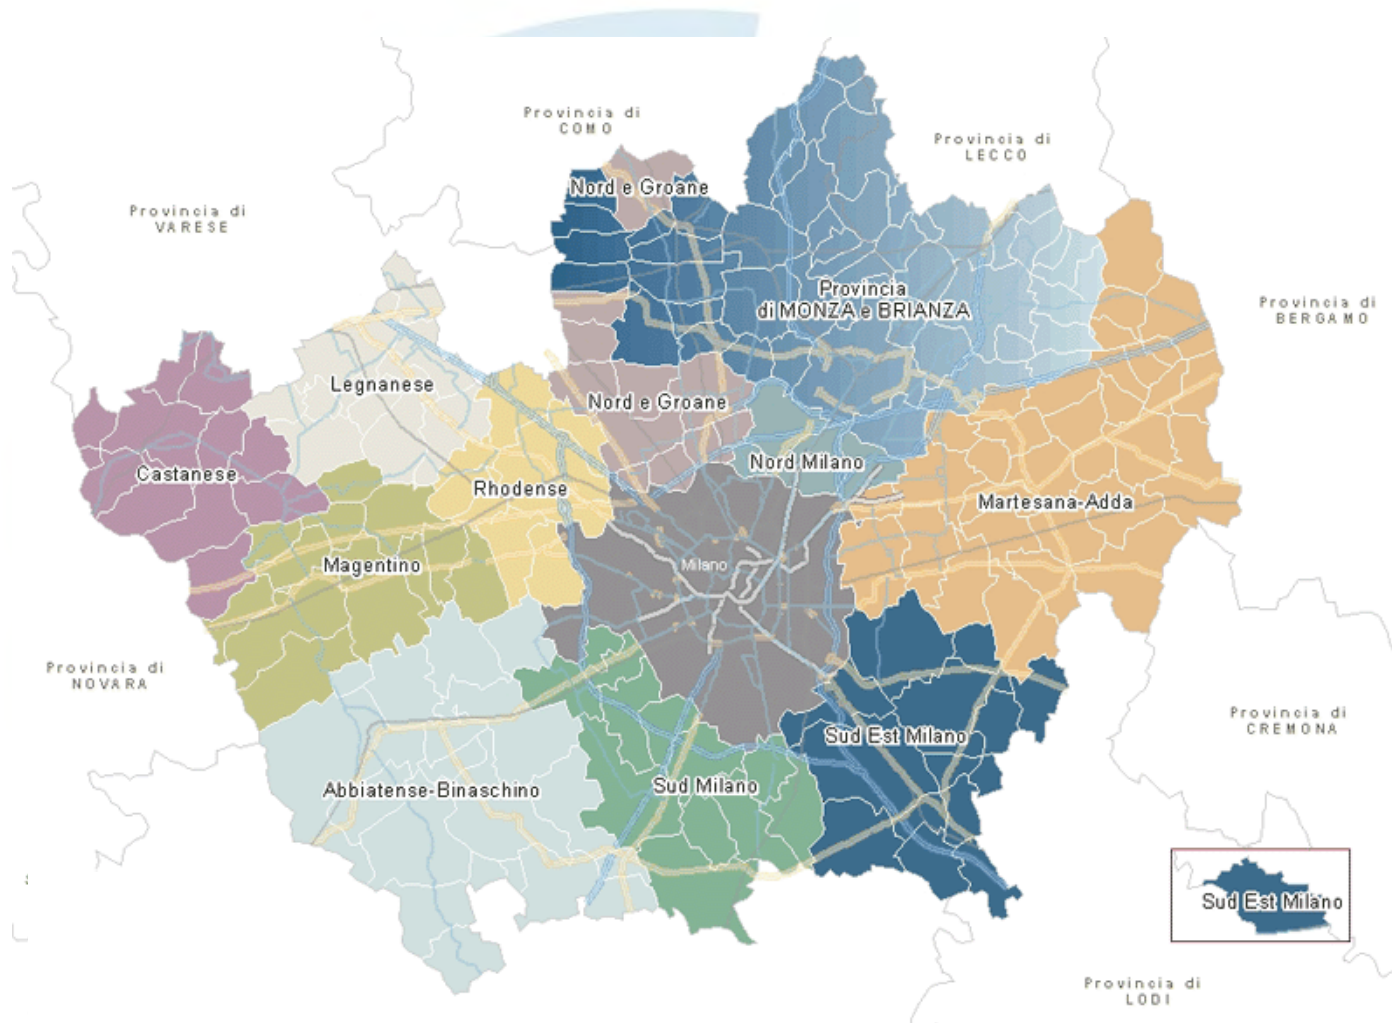 Provincia di
COMO
Provincia di
LECCO
Nord e Groane
Provincia di
VARESE
Provincia
di MONZA e BRIANZA
Provincia di
BERGAMO
Legnanese
Nord e Groane
Castanese
Rhodense
Nord Milano
Martesana-Adda
Magentino
Milano
Provincia di
NOVARA
Sud Est Milano
Provincia di
CREMONA
Abbiatense-Binaschino
Sud Milano
Sud Est Milano
Provincia di
LODI